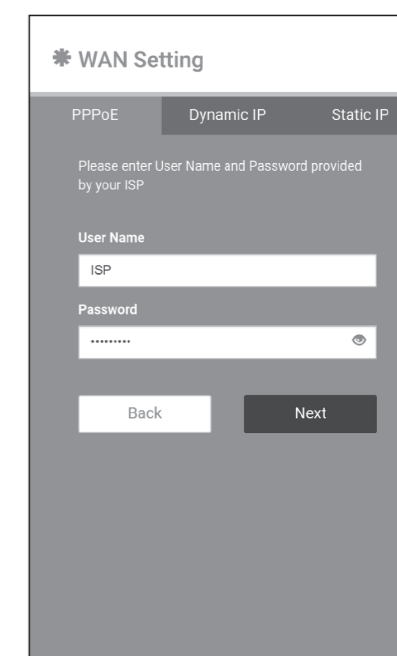 WAN Setting
PPPoE Dynamic IP Static IP
Please enter User Name and Password provided
by your ISP
User Name
ISP
Password
•••••••••
Back Next